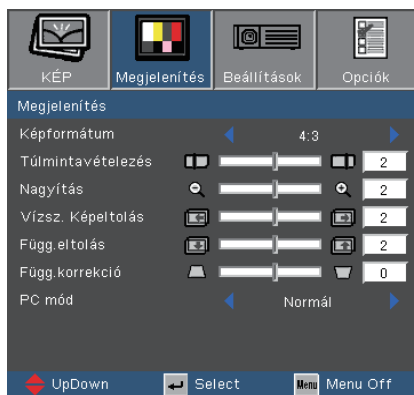 KÉP Megjelenítés Beállítások Opciók
Megjelenítés
Képformátum 4:3
Túlmintavételezés 2
Nagyítás 2
Vízsz. Képeltolás 2
Függ.eltolás 2
Függ.korrekció 0
PC mód Normál
UpDown Select Menu Menu Off